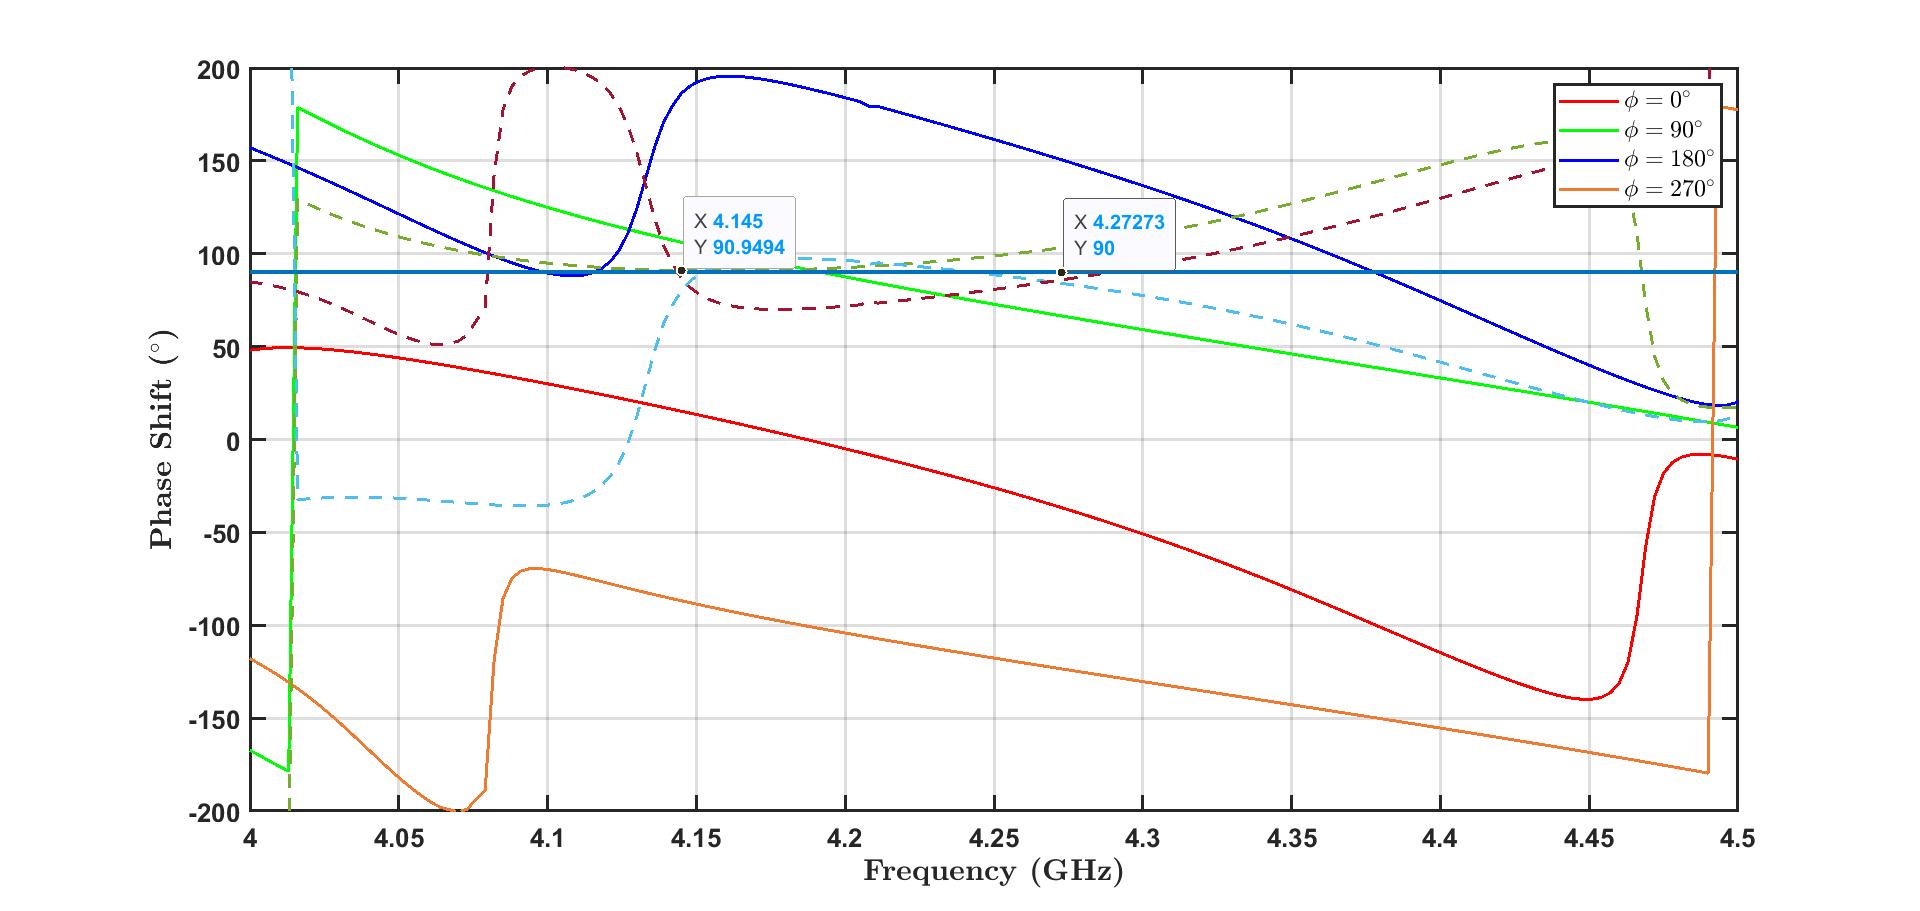 200
150
100
50
0
-50
-100
-150
-200
Phase Shift (°)
X 4.145
Y 90.9494
X 4.27273
Y 90
ϕ = 0°
ϕ = 90°
ϕ = 180°
ϕ = 270°
4 4.05 4.1 4.15 4.2 4.25 4.3 4.35 4.4 4.45 4.5
Frequency (GHz)